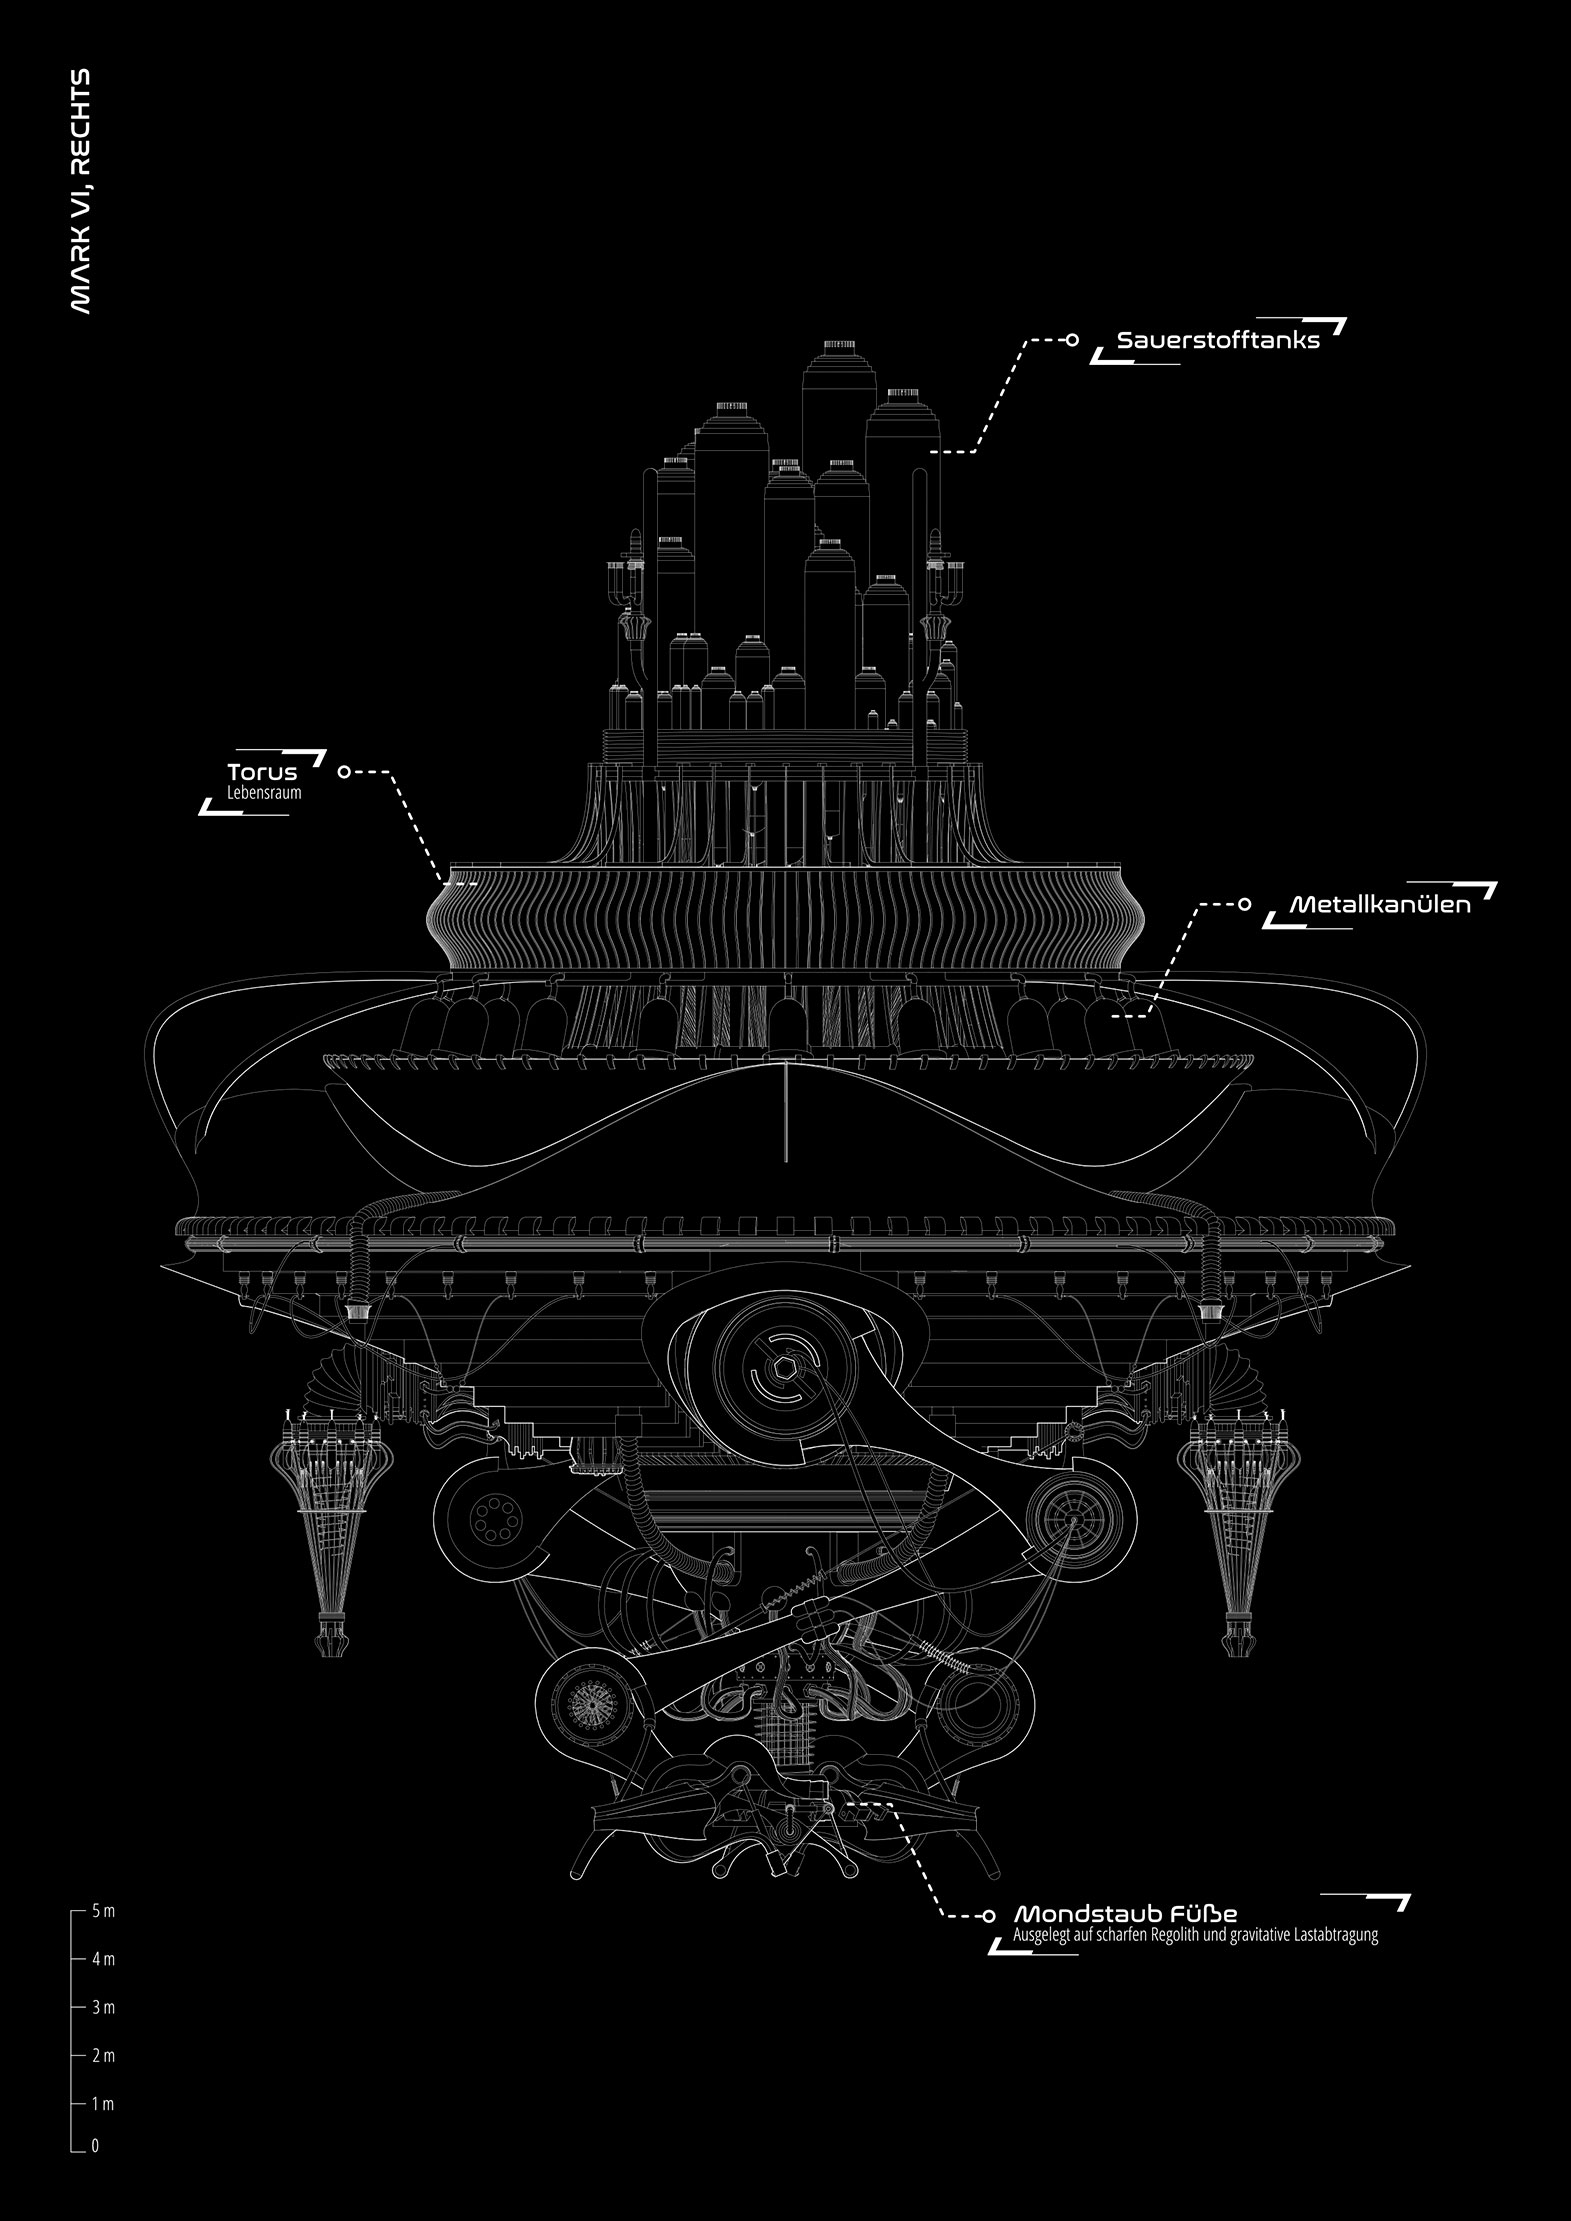 MARK VI, RECHTS
Sauerstofftanks
Torus
Lebensraum
Metallkanülen
Mondstaub Füße
Ausgelegt auf scharfen Regolith und gravitative Lastabtragung
5 m
4 m
3 m
2 m
1 m
0